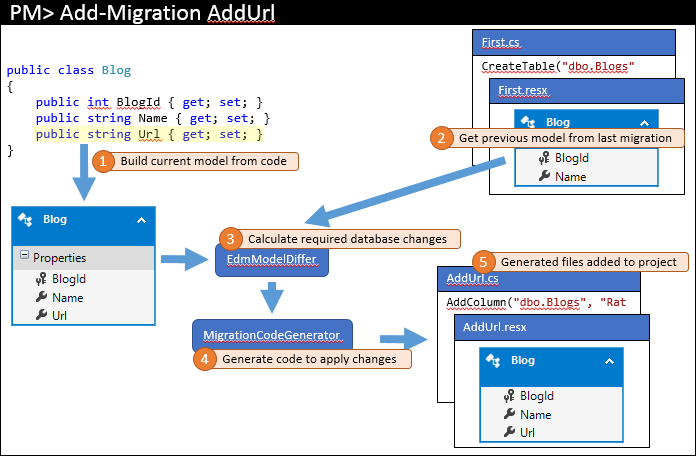 PM> Add-Migration AddUrl
public class Blog
{
public int BlogId { get; set; }
public string Name { get; set; }
public string Url { get; set; }
}
1 Build current model from code
First.cs
CreateTable("dbo.Blogs"
First.resx
Blog
2 Get previous model from last migration
BlogId
Name
Blog
Properties
BlogId
Name
Url
3 Calculate required database changes
EdmModelDiffer
MigrationCodeGenerator
4 Generate code to apply changes
5 Generated files added to project
AddUrl.cs
AddColumn("dbo.Blogs", "Rat
AddUrl.resx
Blog
BlogId
Name
Url